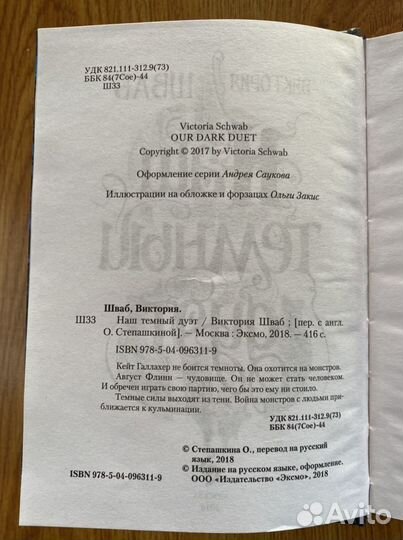 УДК 821.111-312.9(73)
ББК 84(7Сое)-44
Ш33
Victoria Schwab
OUR DARK DUET
Copyright © 2017 by Victoria Schwab
Оформление серии Андрея Саукова
Иллюстрации на обложке и форзацах Ольги Закис
Шваб, Виктория.
Ш33 Наш темный дуэт / Виктория Шваб ; [пер. с англ.
О. Степашкиной]. — Москва : Эксмо, 2018. — 416 с.
ISBN 978-5-04-096311-9
Кейт Галлахер не боится темноты. Она охотится на монстров.
Август Флинн — чудовище. Он не может стать человеком.
И обречен играть свою партию, чего бы это ему ни стоило.
Темные силы выходят из тени. Война монстров с людьми при-
ближается к кульминации.
УДК 821.111-312.9(73)
ББК 84(7Сое)-44
© Степашкина О., перевод на русский
язык, 2018
© Издание на русском языке, оформление.
ISBN 978-5-04-096311-9 ООО «Издательство «Эксмо», 2018
Avito